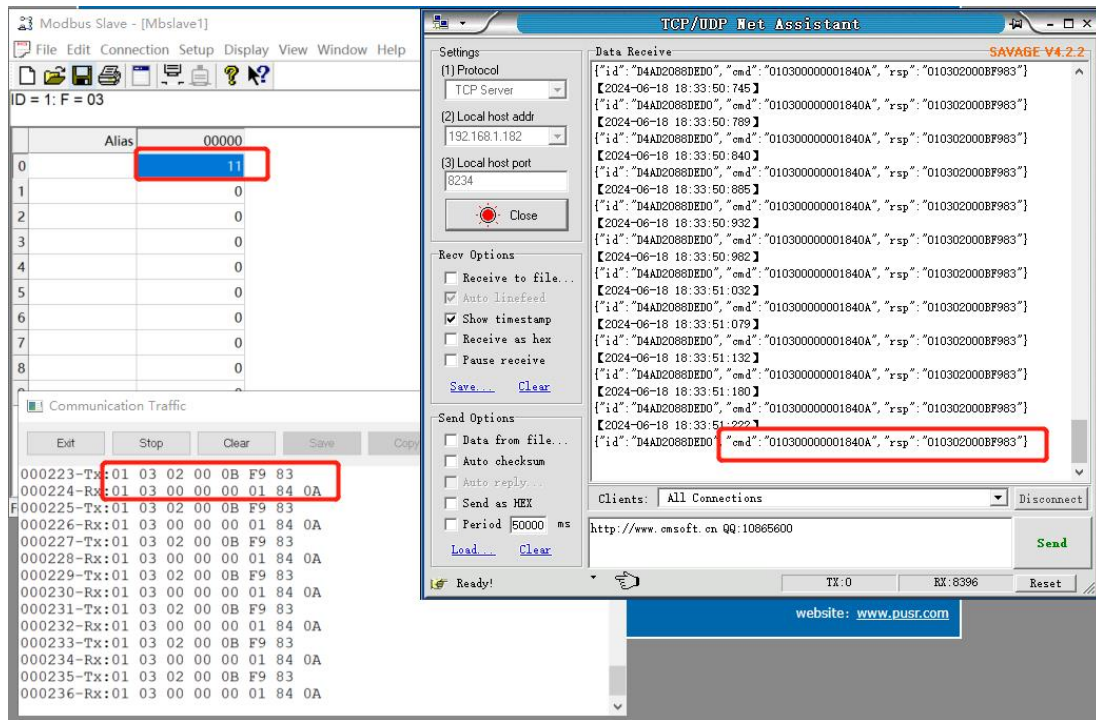 Modbus Slave - [Mbslave1]
File Edit Connection Setup Display View Window Help
ID = 1: F = 03
Alias 00000
0 11
1 0
2 0
3 0
4 0
5 0
6 0
7 0
8 0
Communication Traffic
Exit Stop Clear Save Copy
000223-Tx:01 03 02 00 0B F9 83
000224-Rx:01 03 00 00 00 01 84 0A
000225-Tx:01 03 02 00 0B F9 83
000226-Rx:01 03 00 00 00 01 84 0A
000227-Tx:01 03 02 00 0B F9 83
000228-Rx:01 03 00 00 00 01 84 0A
000229-Tx:01 03 02 00 0B F9 83
000230-Rx:01 03 00 00 00 01 84 0A
000231-Tx:01 03 02 00 0B F9 83
000232-Rx:01 03 00 00 00 01 84 0A
000233-Tx:01 03 02 00 0B F9 83
000234-Rx:01 03 00 00 00 01 84 0A
000235-Tx:01 03 02 00 0B F9 83
000236-Rx:01 03 00 00 00 01 84 0A
TCP/UDP Net Assistant
Settings
(1) Protocol
TCP Server
(2) Local host addr
192.168.1.182
(3) Local host port
8234
Close
Recv Options
Receive to file...
Auto linefeed
Show timestamp
Receive as hex
Pause receive
Save... Clear
Send Options
Data from file...
Auto checksum
Auto reply...
Send as HEX
Period 50000 ms
Load... Clear
Data Receive SAVAGE V4.2.2
{"id":"D4AD2088DED0","cmd":"010300000001840A","rsp":"010302000BF983"}
【2024-06-18 18:33:50:745】
{"id":"D4AD2088DED0","cmd":"010300000001840A","rsp":"010302000BF983"}
【2024-06-18 18:33:50:789】
{"id":"D4AD2088DED0","cmd":"010300000001840A","rsp":"010302000BF983"}
【2024-06-18 18:33:50:840】
{"id":"D4AD2088DED0","cmd":"010300000001840A","rsp":"010302000BF983"}
【2024-06-18 18:33:50:885】
{"id":"D4AD2088DED0","cmd":"010300000001840A","rsp":"010302000BF983"}
【2024-06-18 18:33:50:932】
{"id":"D4AD2088DED0","cmd":"010300000001840A","rsp":"010302000BF983"}
【2024-06-18 18:33:50:982】
{"id":"D4AD2088DED0","cmd":"010300000001840A","rsp":"010302000BF983"}
【2024-06-18 18:33:51:032】
{"id":"D4AD2088DED0","cmd":"010300000001840A","rsp":"010302000BF983"}
【2024-06-18 18:33:51:079】
{"id":"D4AD2088DED0","cmd":"010300000001840A","rsp":"010302000BF983"}
【2024-06-18 18:33:51:132】
{"id":"D4AD2088DED0","cmd":"010300000001840A","rsp":"010302000BF983"}
【2024-06-18 18:33:51:180】
{"id":"D4AD2088DED0","cmd":"010300000001840A","rsp":"010302000BF983"}
【2024-06-18 18:33:51:222】
{"id":"D4AD2088DED0","cmd":"010300000001840A","rsp":"010302000BF983"}
Clients: All Connections Disconnect
http://www.cmsoft.cn QQ:10865600
Send
Ready! TX:0 RX:8396 Reset
website: www.pusr.com